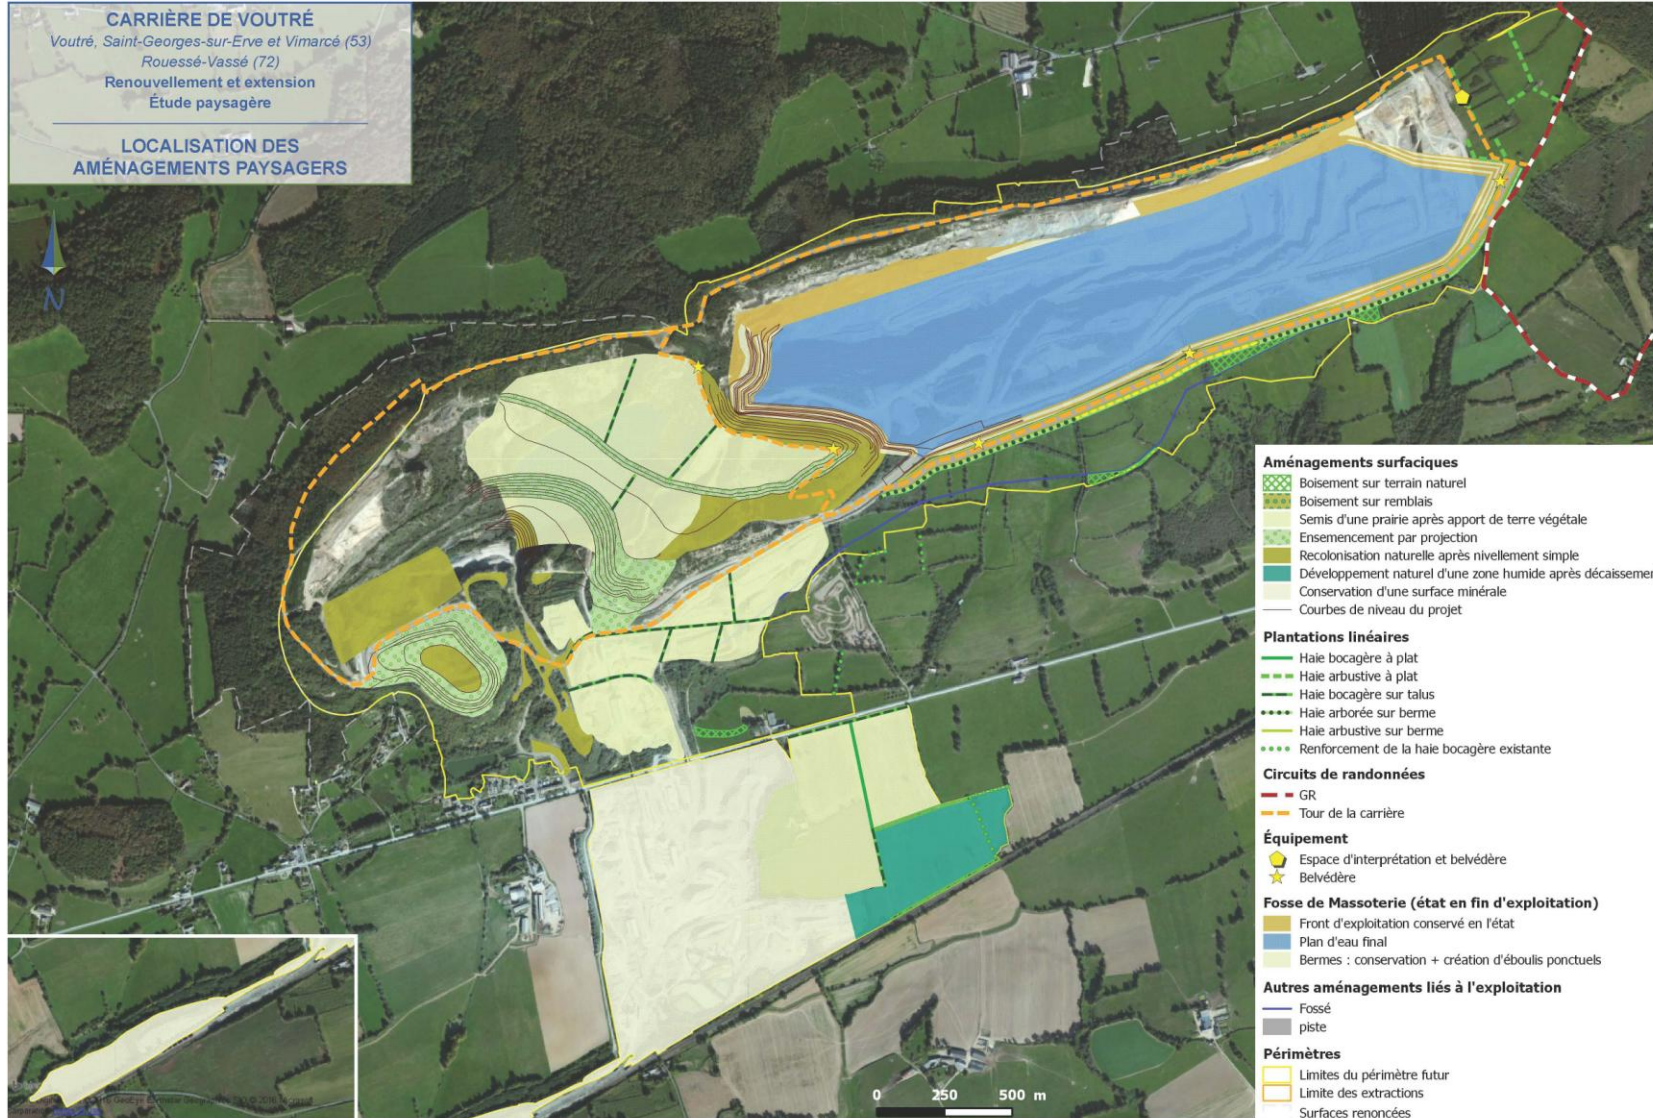 CARRIÈRE DE VOUTRÉ
Voutré, Saint-Georges-sur-Erve et Vimarcé (53)
Rouessé-Vassé (72)
Renouvellement et extension
Étude paysagère
LOCALISATION DES
AMÉNAGEMENTS PAYSAGERS
N
Aménagements surfaciques
Boisement sur terrain naturel
Boisement sur remblais
Semis d'une prairie après apport de terre végétale
Ensemencement par projection
Recolonisation naturelle après nivellement simple
Développement naturel d'une zone humide après décaissemen
Conservation d'une surface minérale
Courbes de niveau du projet
Plantations linéaires
Haie bocagère à plat
Haie arbustive à plat
Haie bocagère sur talus
Haie arborée sur berme
Haie arbustive sur berme
Renforcement de la haie bocagère existante
Circuits de randonnées
GR
Tour de la carrière
Équipement
Espace d'interprétation et belvédère
Belvédère
Fosse de Massoterie (état en fin d'exploitation)
Front d'exploitation conservé en l'état
Plan d'eau final
Bermes : conservation + création d'éboulis ponctuels
Autres aménagements liés à l'exploitation
Fossé
piste
Périmètres
Limites du périmètre futur
Limite des extractions
Surfaces renoncées
0 250 500 m